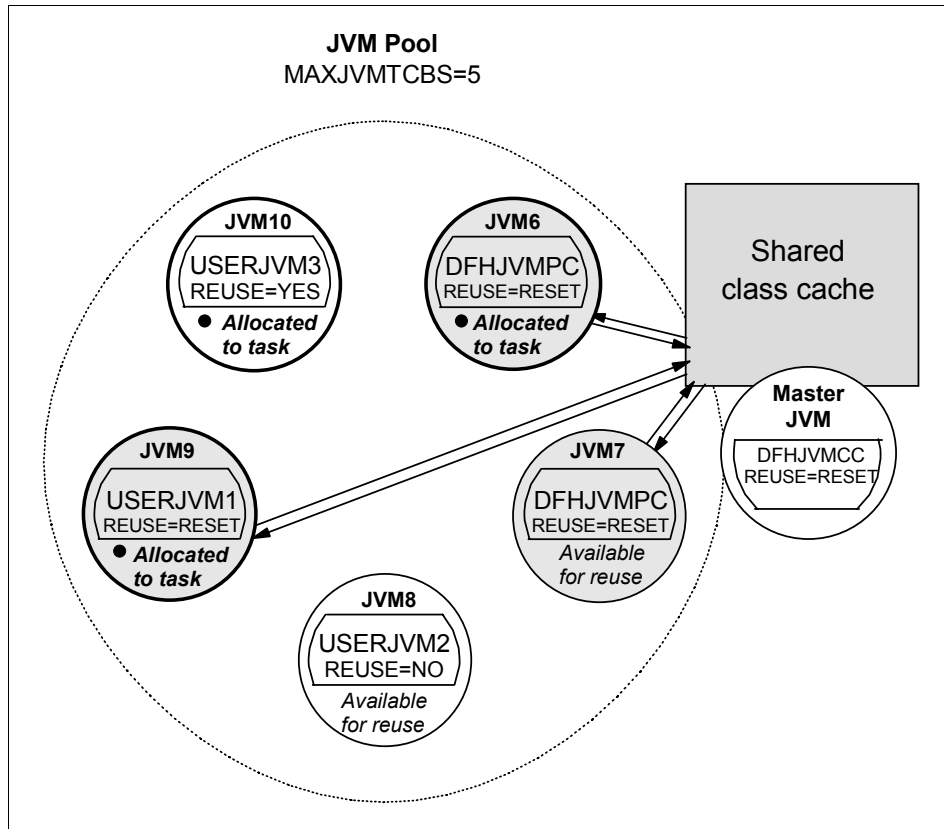 JVM Pool
MAXJVMTCBS=5
JVM10
USERJVM3
REUSE=YES
● Allocated
to task
JVM6
DFHJVMPC
REUSE=RESET
● Allocated
to task
Shared
class cache
Master
JVM
DFHJVMCC
REUSE=RESET
JVM9
USERJVM1
REUSE=RESET
● Allocated
to task
JVM7
DFHJVMPC
REUSE=RESET
Available
for reuse
JVM8
USERJVM2
REUSE=NO
Available
for reuse